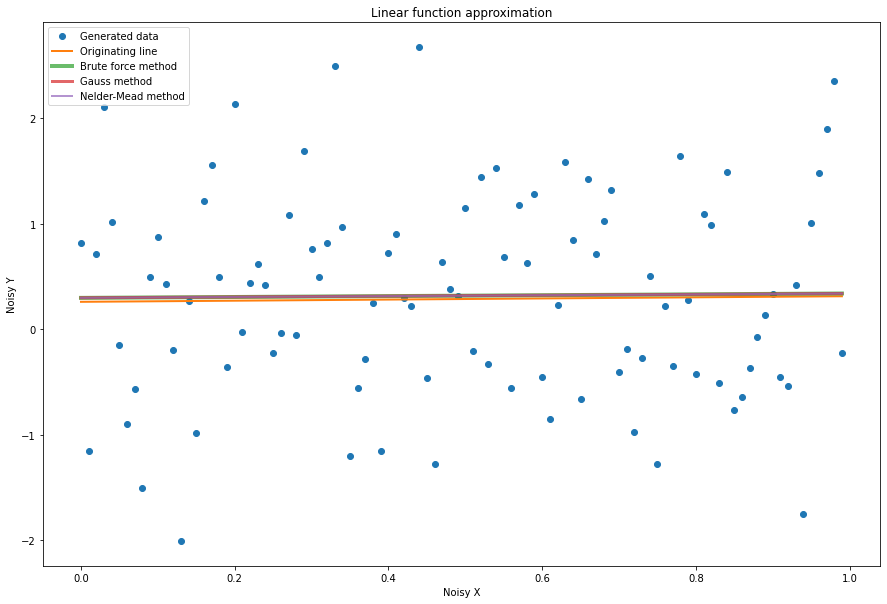 Linear function approximation
Generated data
Originating line
Brute force method
Gauss method
Nelder-Mead method
Noisy Y
2
1
0
−1
−2
0.0 0.2 0.4 0.6 0.8 1.0
Noisy X